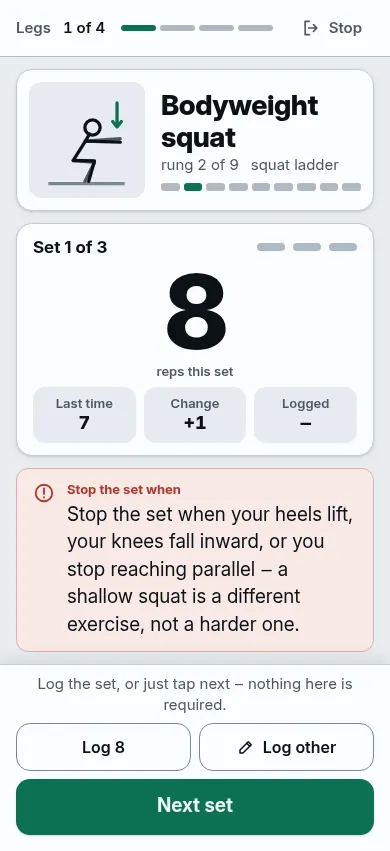 Legs 1 of 4 Stop
Bodyweight
squat
rung 2 of 9 squat ladder
Set 1 of 3
8
reps this set
Last time Change Logged
7 +1 –
Stop the set when
Stop the set when your heels lift,
your knees fall inward, or you
stop reaching parallel – a
shallow squat is a different
exercise, not a harder one.
Log the set, or just tap next – nothing here is
required.
Log 8 Log other
Next set